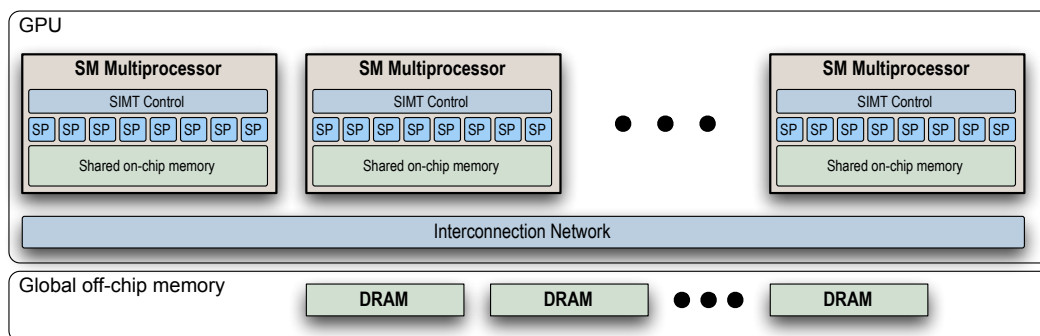 GPU
SM Multiprocessor
SIMT Control
SP SP SP SP SP SP SP SP
Shared on-chip memory
SM Multiprocessor
SIMT Control
SP SP SP SP SP SP SP SP
Shared on-chip memory
SM Multiprocessor
SIMT Control
SP SP SP SP SP SP SP SP
Shared on-chip memory
Interconnection Network
Global off-chip memory
DRAM
DRAM
DRAM